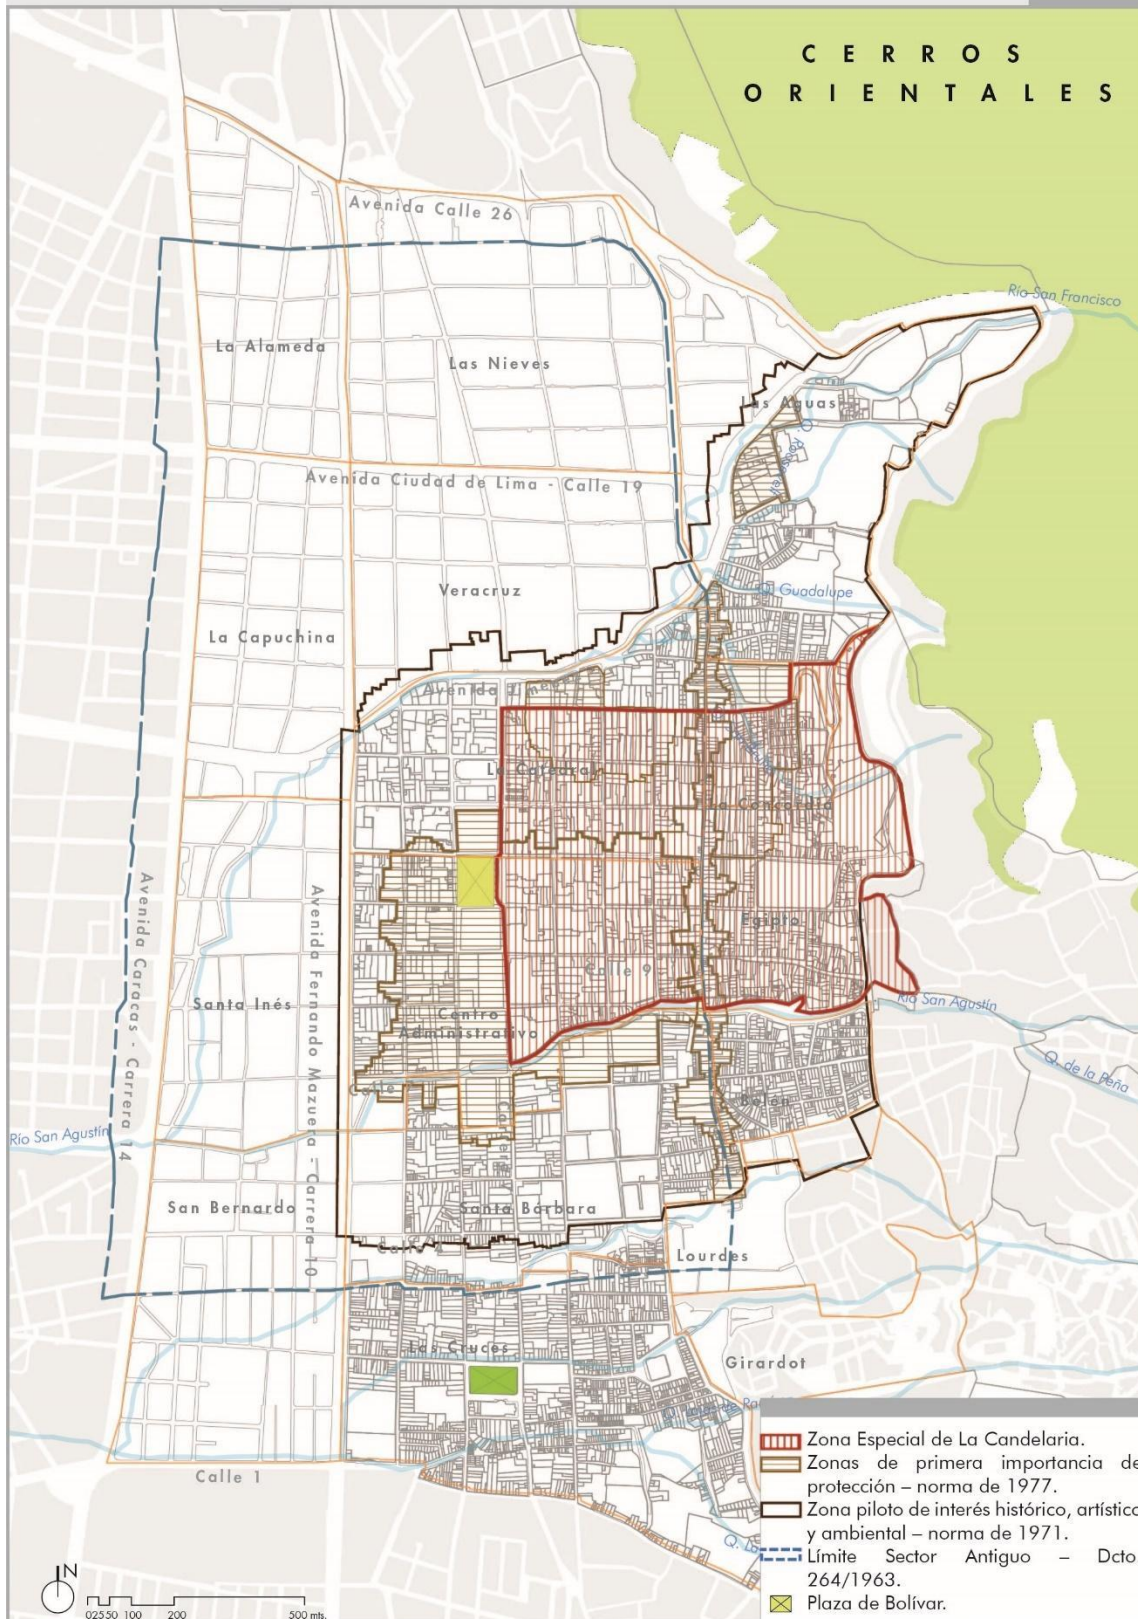 CERROS
ORIENTALES
Avenida Calle 26
Río San Francisco
La Alameda
Las Nieves
Las Aguas
Avenida Ciudad de Lima - Calle 19
Veracruz
Q. Guadalupe
La Capuchina
La Catedral
La Concordia
Avenida Caracas - Carrera 14
Avenida Fernando Mazuera - Carrera 10
Egipto
Calle 9
Santa Inés
Centro
Administrativo
Río San Agustín
Q. de la Peña
Calle
Belén
Río San Agustín
San Bernardo
Santa Bárbara
Lourdes
Las Cruces
Girardot
Calle 1
Zona Especial de La Candelaria.
Zonas de primera importancia de
protección – norma de 1977.
Zona piloto de interés histórico, artístico
y ambiental – norma de 1971.
Límite Sector Antiguo – Dcto
264/1963.
Plaza de Bolívar.
N
0 25 50 100 200 500 mts.